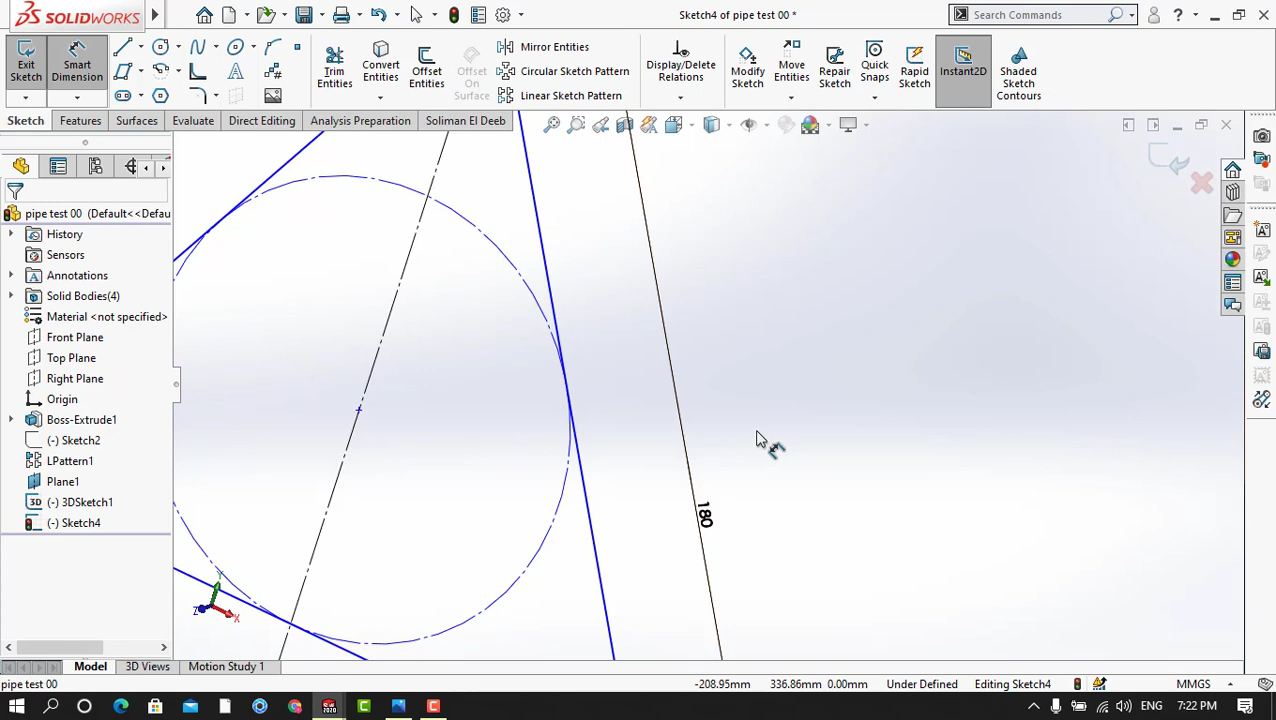 SOLIDWORKS
Sketch4 of pipe test 00 *
Search Commands
Exit Sketch
Smart Dimension
Trim Entities
Convert Entities
Offset Entities
Offset On Surface
Mirror Entities
Circular Sketch Pattern
Linear Sketch Pattern
Display/Delete Relations
Modify Sketch
Move Entities
Repair Sketch
Quick Snaps
Rapid Sketch
Instant2D
Shaded Sketch Contours
Sketch Features Surfaces Evaluate Direct Editing Analysis Preparation Soliman El Deeb
pipe test 00 (Default<<Defau
History
Sensors
Annotations
Solid Bodies(4)
Material <not specified>
Front Plane
Top Plane
Right Plane
Origin
Boss-Extrude1
(-) Sketch2
LPattern1
Plane1
3D (-) 3DSketch1
(-) Sketch4
180
Y
Z
X
Model 3D Views Motion Study 1
pipe test 00 -208.95mm 336.86mm 0.00mm Under Defined Editing Sketch4 MMGS
ENG 7:22 PM